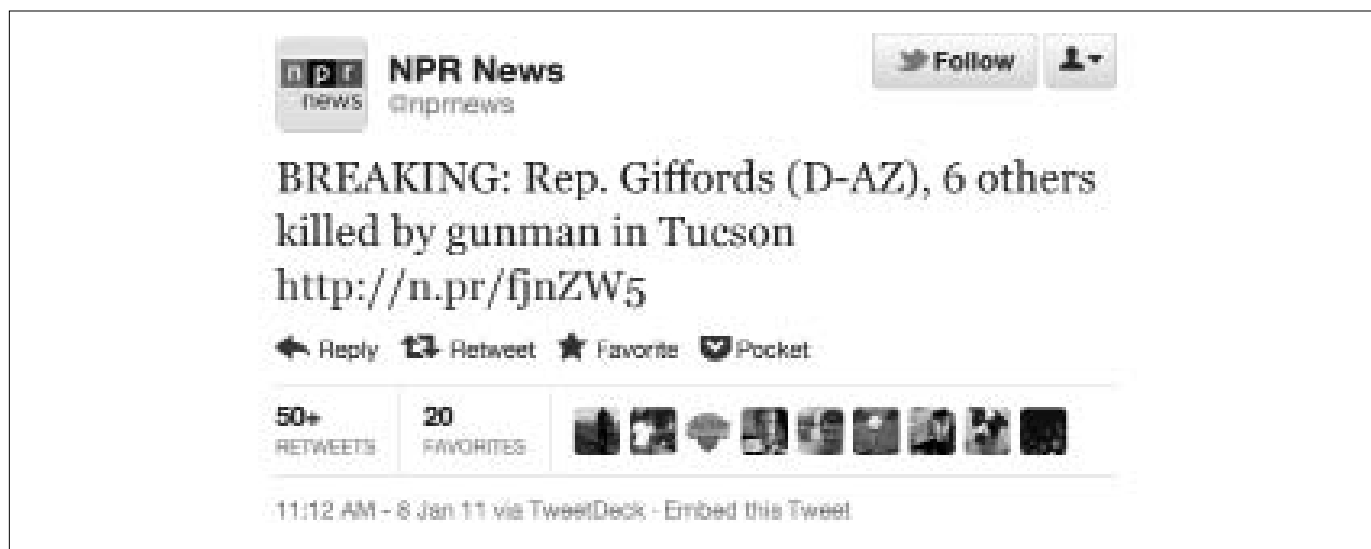 npr
news
NPR News
@nprnews
Follow
BREAKING: Rep. Giffords (D-AZ), 6 others
killed by gunman in Tucson
http://n.pr/fjnZW5
Reply Retweet Favorite Pocket
50+
RETWEETS
20
FAVORITES
11:12 AM - 8 Jan 11 via TweetDeck · Embed this Tweet